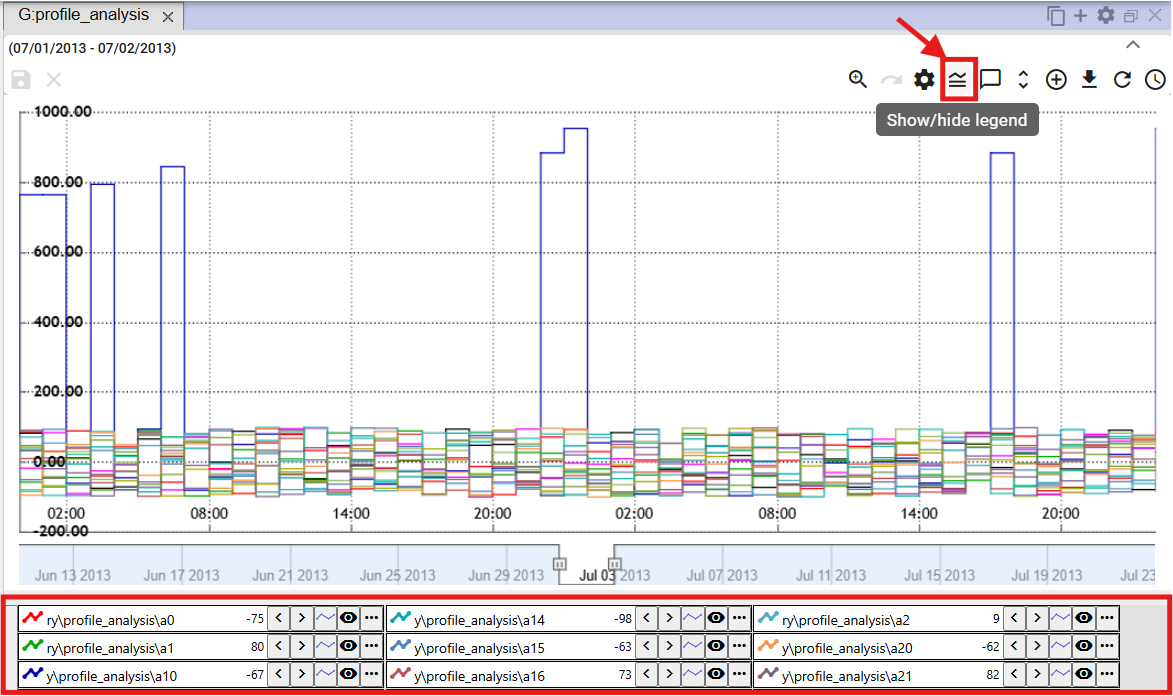 G:profile_analysis
(07/01/2013 - 07/02/2013)
Show/hide legend
1000.00
800.00
600.00
400.00
200.00
0.00
-200.00
02:00 08:00 14:00 20:00 02:00 08:00 14:00 20:00
Jun 13 2013 Jun 17 2013 Jun 21 2013 Jun 25 2013 Jun 29 2013 Jul 03 2013 Jul 07 2013 Jul 11 2013 Jul 15 2013 Jul 19 2013 Jul 23
ry\profile_analysis\a0 -75 y\profile_analysis\a14 -98 ry\profile_analysis\a2 9
ry\profile_analysis\a1 80 y\profile_analysis\a15 -63 y\profile_analysis\a20 -62
y\profile_analysis\a10 -67 y\profile_analysis\a16 73 y\profile_analysis\a21 82